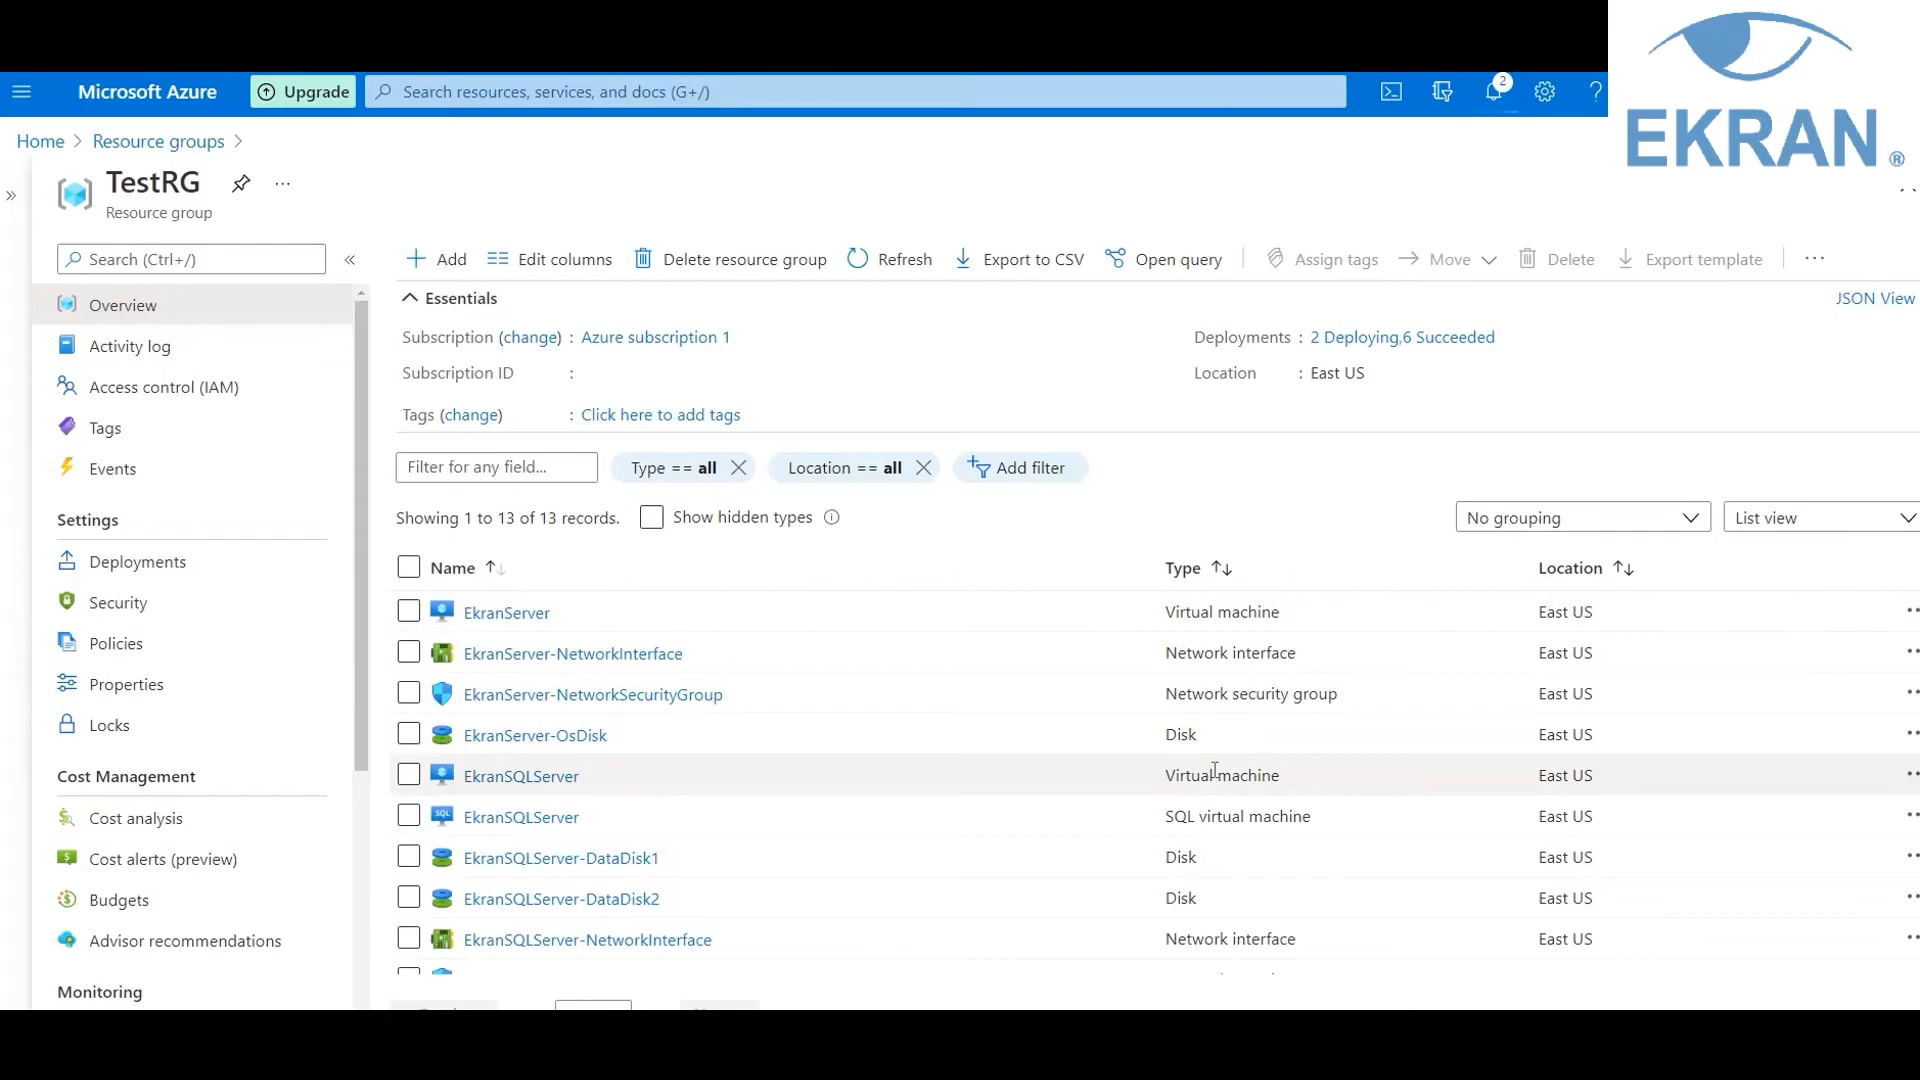 EKRAN ®
Microsoft Azure
Upgrade
Search resources, services, and docs (G+/)
2
?
Home > Resource groups >
TestRG
...
Resource group
Search (Ctrl+/)
Add
Edit columns
Delete resource group
Refresh
Export to CSV
Open query
Assign tags
Move
Delete
Export template
...
Overview
Activity log
Access control (IAM)
Tags
Events
Settings
Deployments
Security
Policies
Properties
Locks
Cost Management
Cost analysis
Cost alerts (preview)
Budgets
Advisor recommendations
Monitoring
Essentials
JSON View
Subscription (change) : Azure subscription 1
Deployments : 2 Deploying,6 Succeeded
Subscription ID :
Location : East US
Tags (change) : Click here to add tags
Filter for any field...
Type == all
Location == all
Add filter
Showing 1 to 13 of 13 records.
Show hidden types
No grouping
List view
Name Type Location
EkranServer Virtual machine East US
EkranServer-NetworkInterface Network interface East US
EkranServer-NetworkSecurityGroup Network security group East US
EkranServer-OsDisk Disk East US
EkranSQLServer Virtual machine East US
EkranSQLServer SQL virtual machine East US
EkranSQLServer-DataDisk1 Disk East US
EkranSQLServer-DataDisk2 Disk East US
EkranSQLServer-NetworkInterface Network interface East US